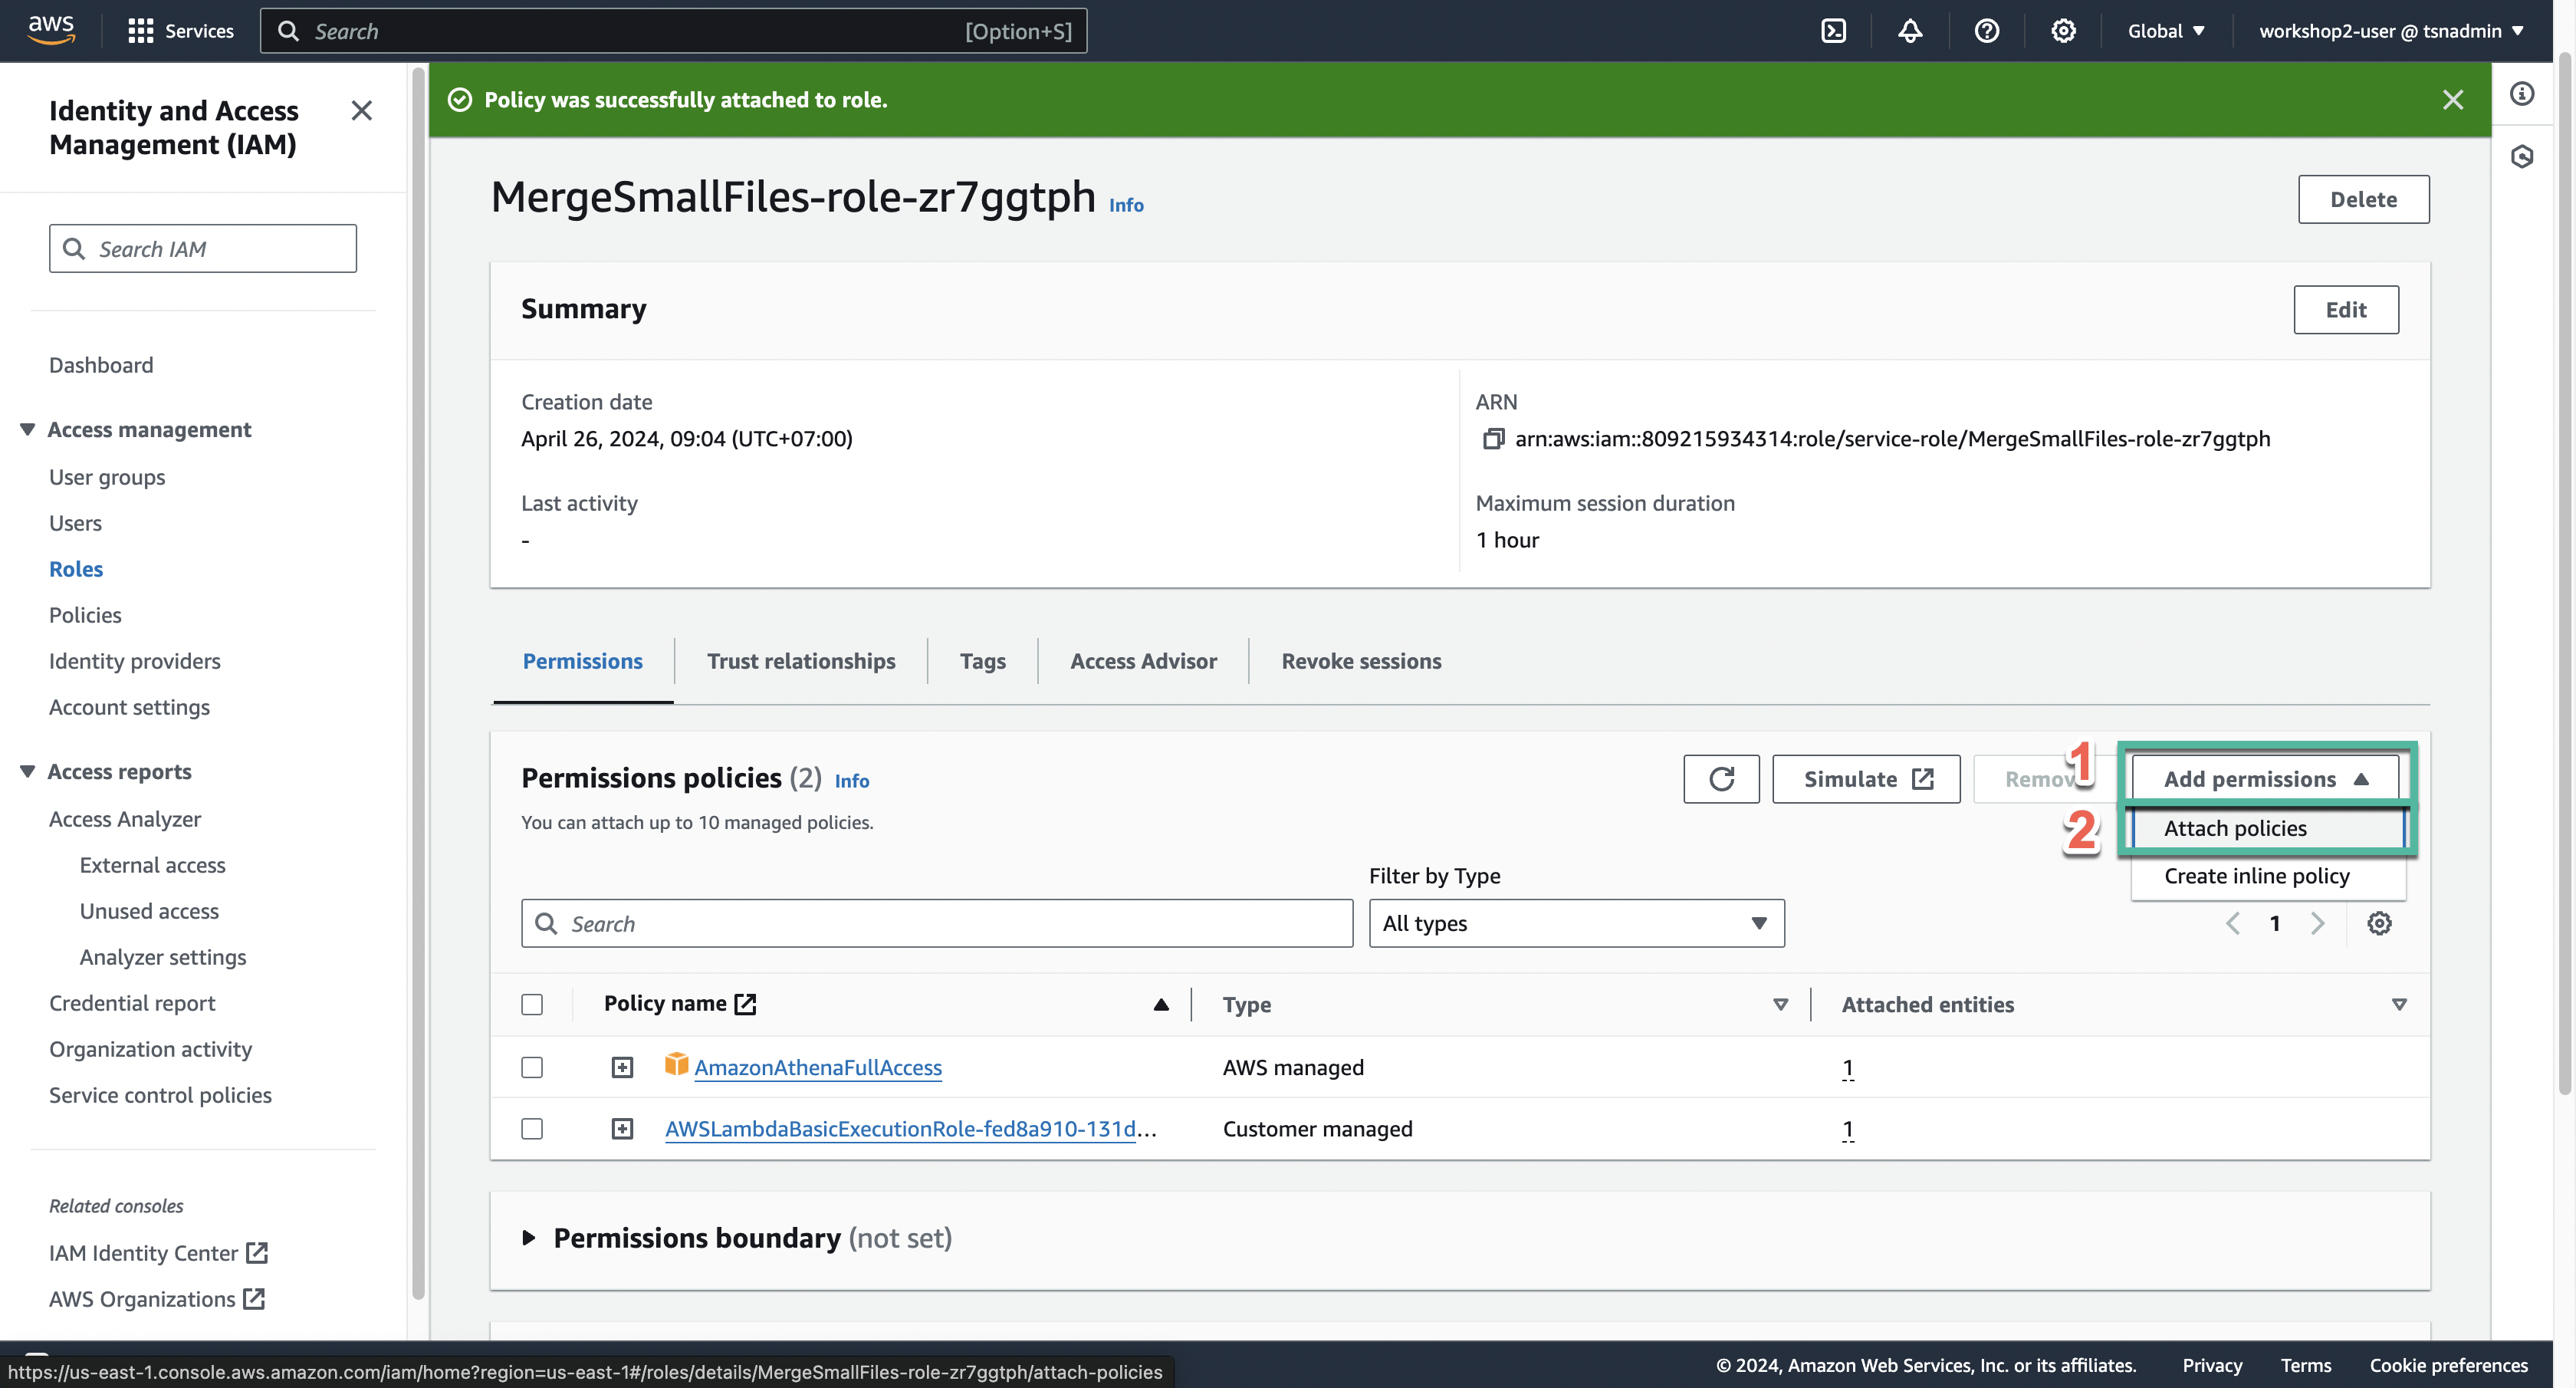 aws
Services
Search
[Option+S]
Global
workshop2-user @ tsnadmin
Identity and Access
Management (IAM)
Search IAM
Dashboard
Access management
User groups
Users
Roles
Policies
Identity providers
Account settings
Access reports
Access Analyzer
External access
Unused access
Analyzer settings
Credential report
Organization activity
Service control policies
Related consoles
IAM Identity Center
AWS Organizations
Policy was successfully attached to role.
MergeSmallFiles-role-zr7ggtph Info
Delete
Summary
Edit
Creation date
April 26, 2024, 09:04 (UTC+07:00)
ARN
arn:aws:iam::809215934314:role/service-role/MergeSmallFiles-role-zr7ggtph
Last activity
-
Maximum session duration
1 hour
Permissions
Trust relationships
Tags
Access Advisor
Revoke sessions
Permissions policies (2) Info
You can attach up to 10 managed policies.
Simulate
Remov
1
Add permissions
2
Attach policies
Create inline policy
Filter by Type
Search
All types
1
Policy name
Type
Attached entities
AmazonAthenaFullAccess
AWS managed
1
AWSLambdaBasicExecutionRole-fed8a910-131d...
Customer managed
1
Permissions boundary (not set)
https://us-east-1.console.aws.amazon.com/iam/home?region=us-east-1#/roles/details/MergeSmallFiles-role-zr7ggtph/attach-policies
© 2024, Amazon Web Services, Inc. or its affiliates.
Privacy
Terms
Cookie preferences